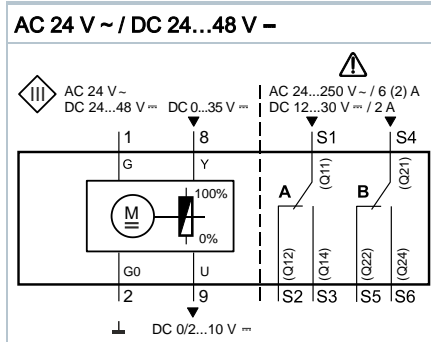 AC 24 V ~ / DC 24...48 V ⎓
III
AC 24 V ~
DC 24...48 V ⎓
DC 0...35 V ⎓
AC 24...250 V ~ / 6 (2) A
DC 12...30 V ⎓ / 2 A
1 8 S1 S4
G Y (Q11) (Q21)
100%
A B
M
0%
G0 U (Q12) (Q14) (Q22) (Q24)
2 9 S2 S3 S5 S6
DC 0/2...10 V ⎓